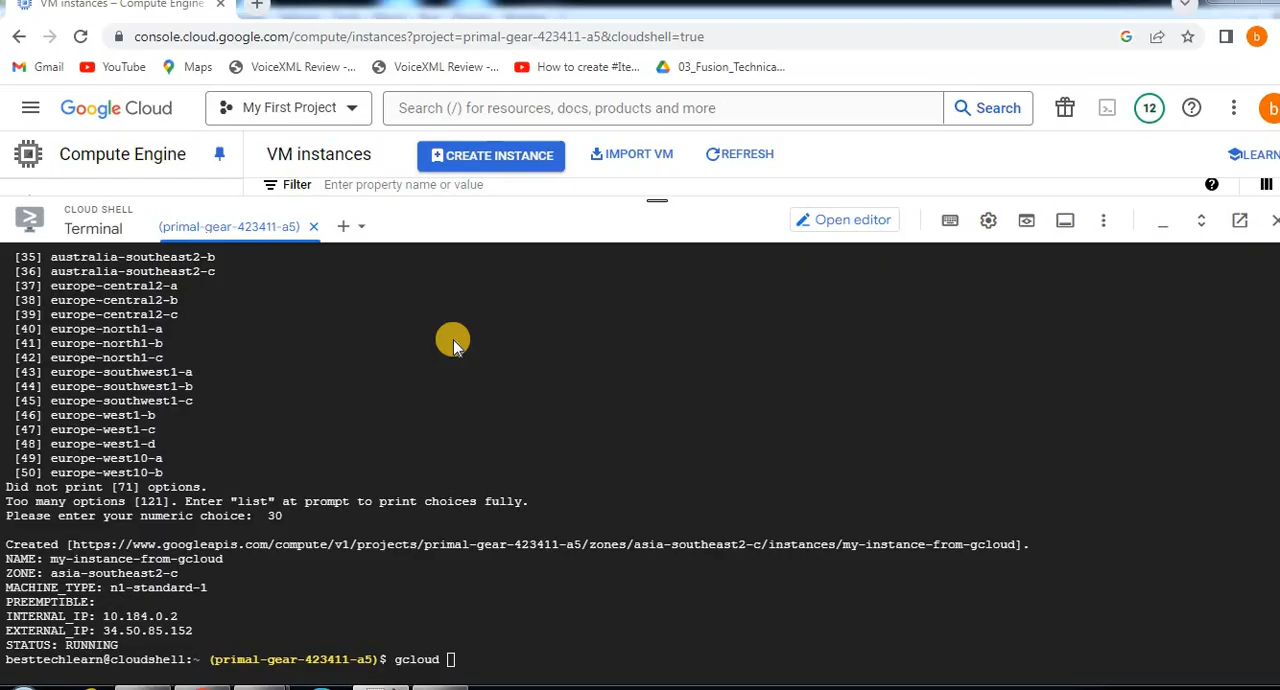 VM instances – Compute Engine
console.cloud.google.com/compute/instances?project=primal-gear-423411-a5&cloudshell=true
b
Gmail YouTube Maps VoiceXML Review -... VoiceXML Review -... How to create #Ite... 03_Fusion_Technica...
Google Cloud My First Project Search (/) for resources, docs, products and more Search 12 b
Compute Engine VM instances CREATE INSTANCE IMPORT VM REFRESH LEARN
Filter Enter property name or value
CLOUD SHELL
Terminal (primal-gear-423411-a5) Open editor
[35] australia-southeast2-b
[36] australia-southeast2-c
[37] europe-central2-a
[38] europe-central2-b
[39] europe-central2-c
[40] europe-north1-a
[41] europe-north1-b
[42] europe-north1-c
[43] europe-southwest1-a
[44] europe-southwest1-b
[45] europe-southwest1-c
[46] europe-west1-b
[47] europe-west1-c
[48] europe-west1-d
[49] europe-west10-a
[50] europe-west10-b
Did not print [71] options.
Too many options [121]. Enter "list" at prompt to print choices fully.
Please enter your numeric choice:  30
Created [https://www.googleapis.com/compute/v1/projects/primal-gear-423411-a5/zones/asia-southeast2-c/instances/my-instance-from-gcloud].
NAME: my-instance-from-gcloud
ZONE: asia-southeast2-c
MACHINE_TYPE: n1-standard-1
PREEMPTIBLE:
INTERNAL_IP: 10.184.0.2
EXTERNAL_IP: 34.50.85.152
STATUS: RUNNING
besttechlearn@cloudshell:~ (primal-gear-423411-a5)$ gcloud